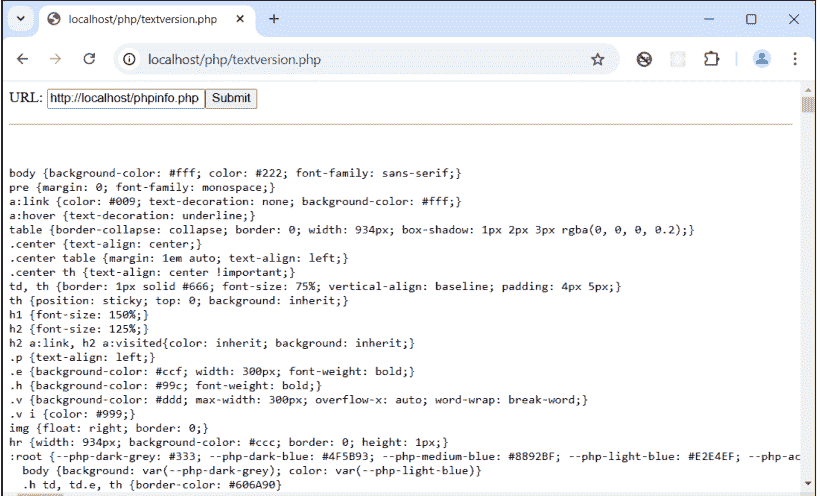 localhost/php/textversion.php
localhost/php/textversion.php
URL: http://localhost/phpinfo.php Submit
body {background-color: #fff; color: #222; font-family: sans-serif;}
pre {margin: 0; font-family: monospace;}
a:link {color: #009; text-decoration: none; background-color: #fff;}
a:hover {text-decoration: underline;}
table {border-collapse: collapse; border: 0; width: 934px; box-shadow: 1px 2px 3px rgba(0, 0, 0, 0.2);}
.center {text-align: center;}
.center table {margin: 1em auto; text-align: left;}
.center th {text-align: center !important;}
td, th {border: 1px solid #666; font-size: 75%; vertical-align: baseline; padding: 4px 5px;}
th {position: sticky; top: 0; background: inherit;}
h1 {font-size: 150%;}
h2 {font-size: 125%;}
h2 a:link, h2 a:visited{color: inherit; background: inherit;}
.p {text-align: left;}
.e {background-color: #ccf; width: 300px; font-weight: bold;}
.h {background-color: #99c; font-weight: bold;}
.v {background-color: #ddd; max-width: 300px; overflow-x: auto; word-wrap: break-word;}
.v i {color: #999;}
img {float: right; border: 0;}
hr {width: 934px; background-color: #ccc; border: 0; height: 1px;}
:root {--php-dark-grey: #333; --php-dark-blue: #4F5B93; --php-medium-blue: #8892BF; --php-light-blue: #E2E4EF; --php-ac
body {background: var(--php-dark-grey); color: var(--php-light-blue)}
.h td, td.e, th {border-color: #606A90}